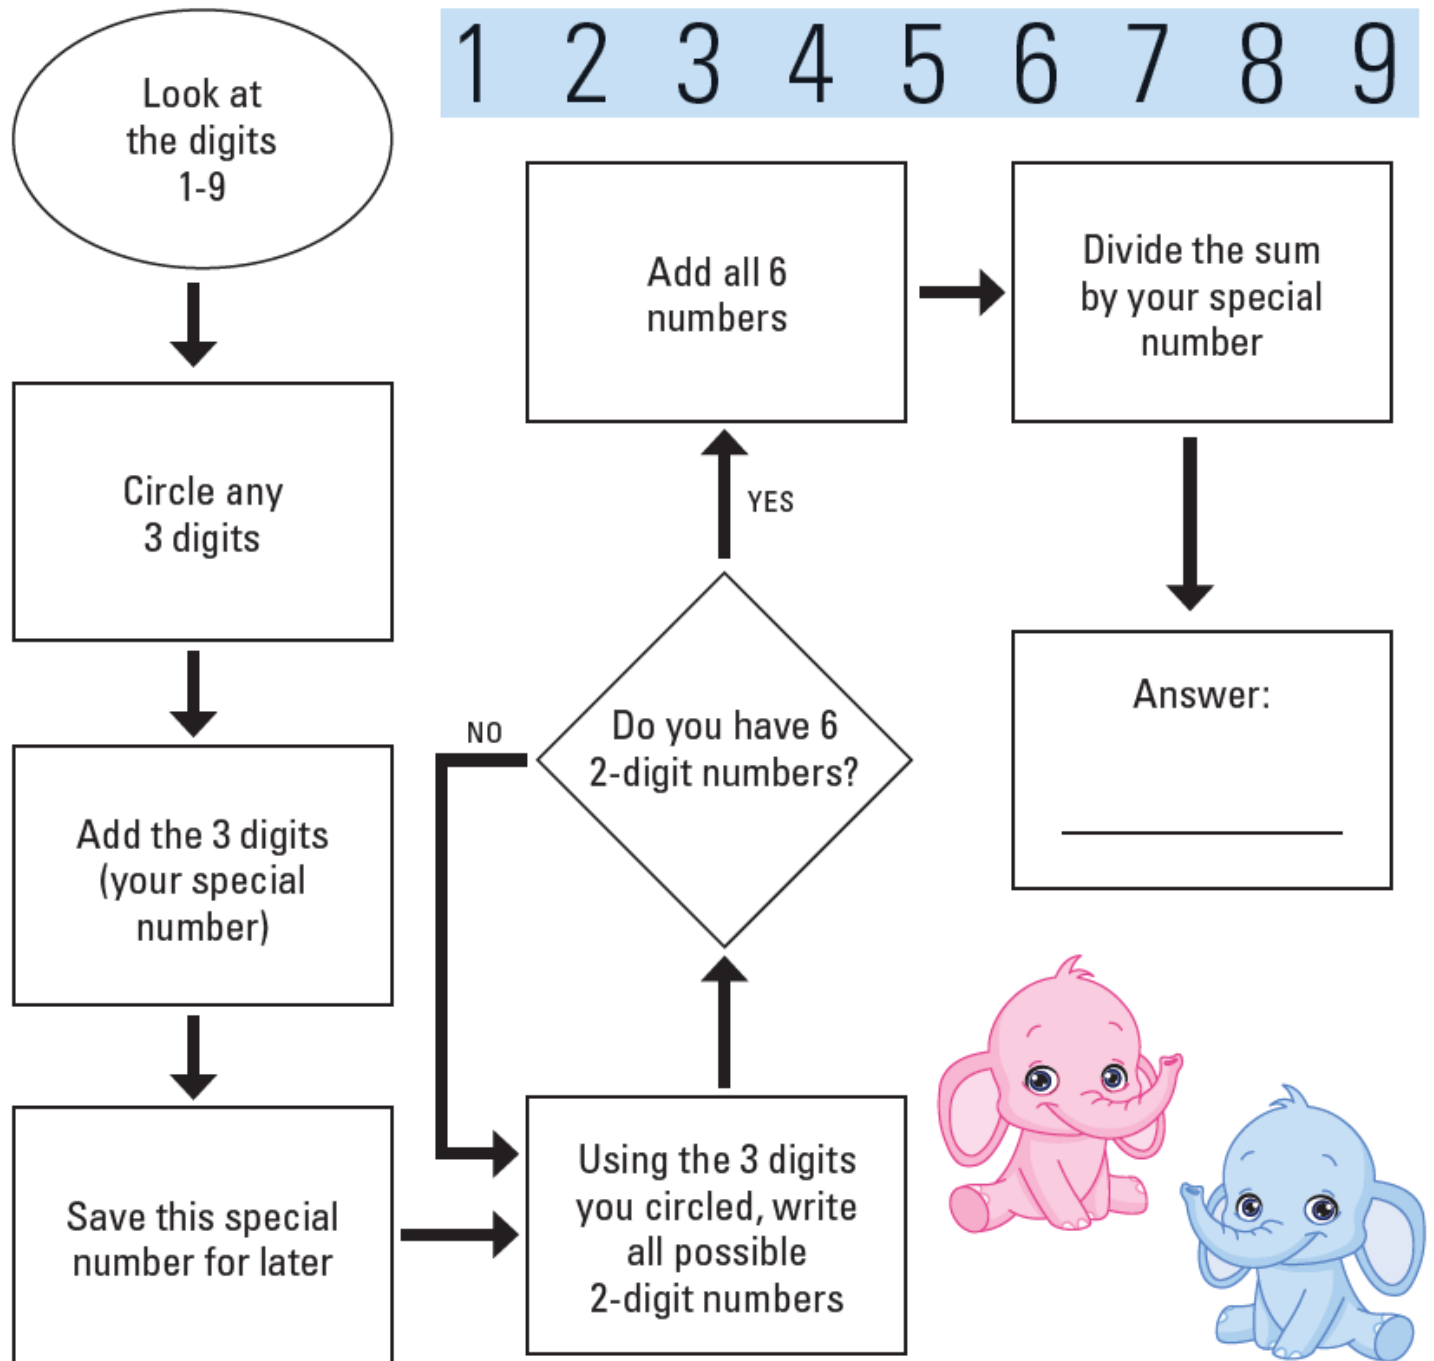 Look at
the digits
1-9
1 2 3 4 5 6 7 8 9
Circle any
3 digits
Add the 3 digits
(your special
number)
Save this special
number for later
Using the 3 digits
you circled, write
all possible
2-digit numbers
Do you have 6
2-digit numbers?
NO
YES
Add all 6
numbers
Divide the sum
by your special
number
Answer: